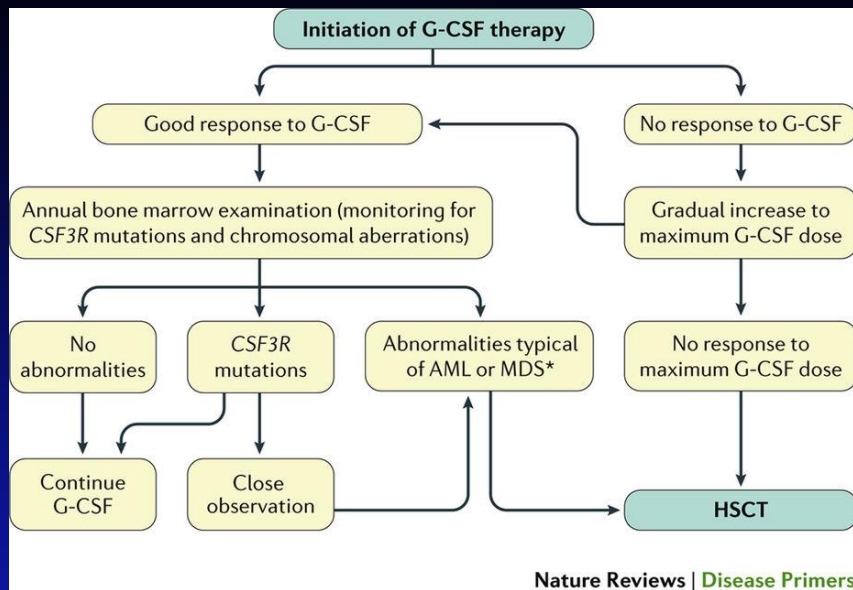 Initiation of G-CSF therapy
Good response to G-CSF
No response to G-CSF
Annual bone marrow examination (monitoring for
CSF3R mutations and chromosomal aberrations)
Gradual increase to
maximum G-CSF dose
No
abnormalities
CSF3R
mutations
Abnormalities typical
of AML or MDS*
No response to
maximum G-CSF dose
Continue
G-CSF
Close
observation
HSCT
Nature Reviews | Disease Primers